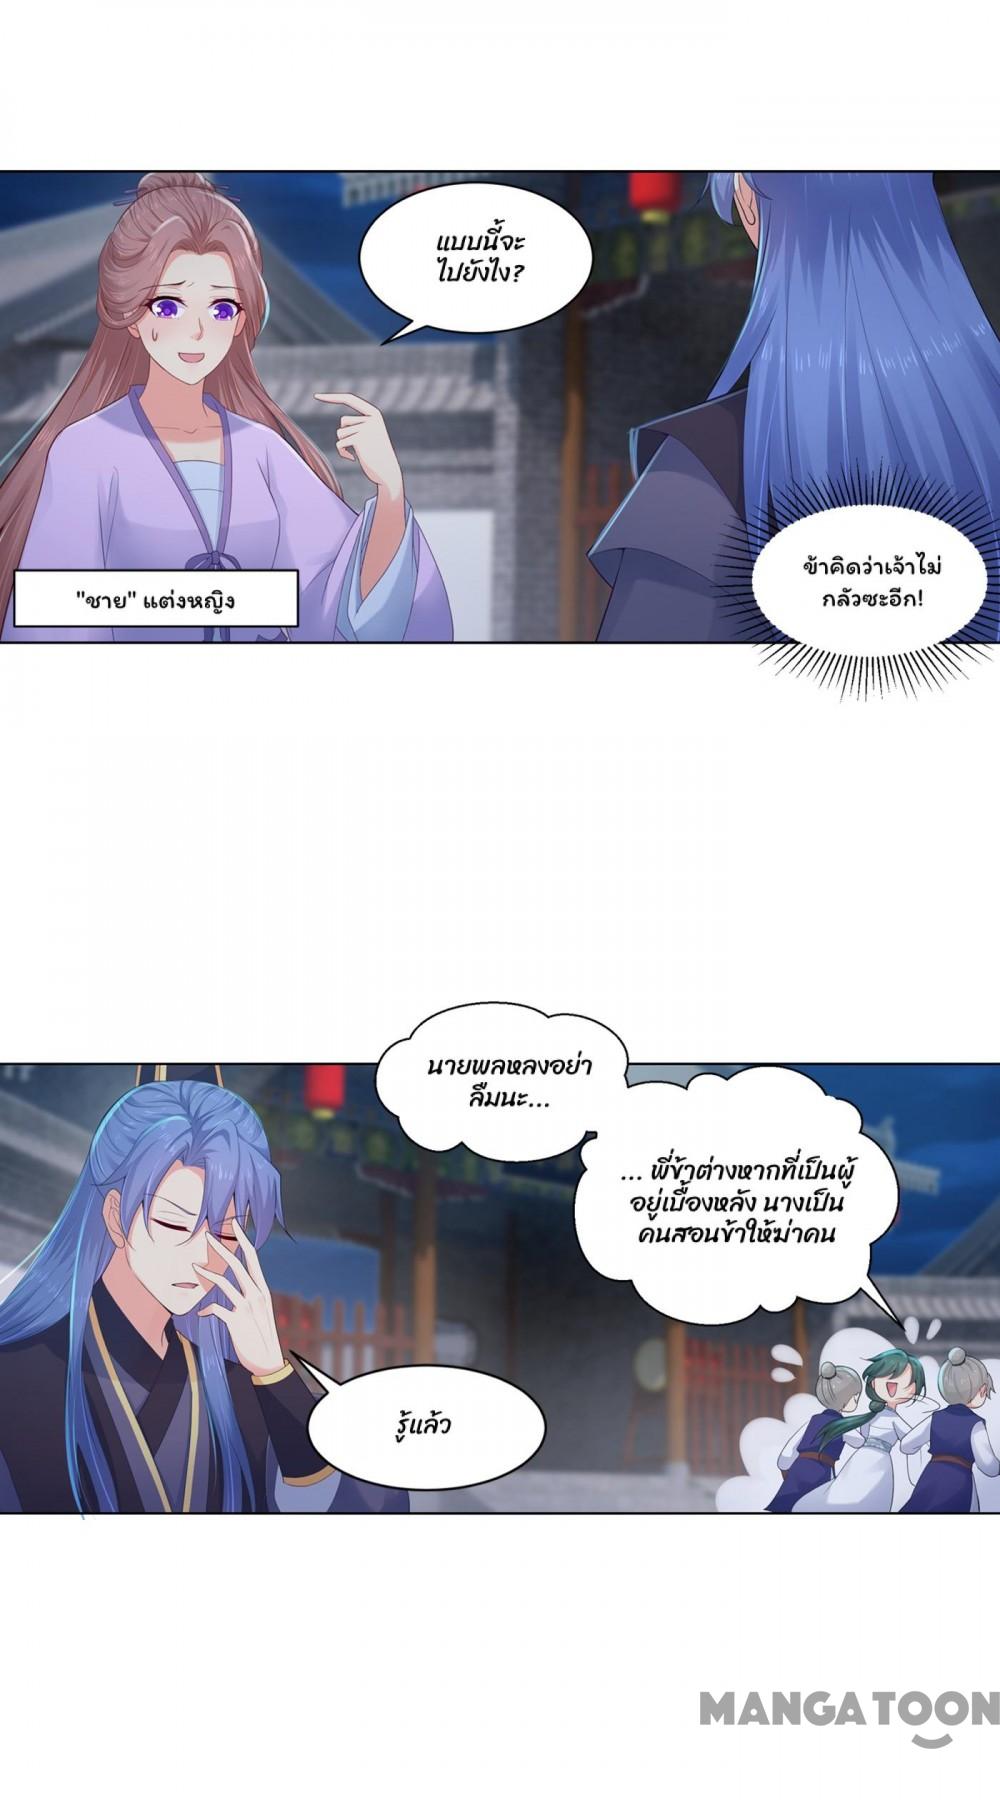 แบบนี้จะ
ไปยังไง?
"ชาย" แต่งหญิง
ข้าคิดว่าเจ้าไม่
กลัวซะอีก!
นายพลหลงอย่า
ลืมนะ...
... พี่ข้าต่างหากที่เป็นผู้
อยู่เบื้องหลัง นางเป็น
คนสอนข้าให้ฆ่าคน
รู้แล้ว
MANGATOON